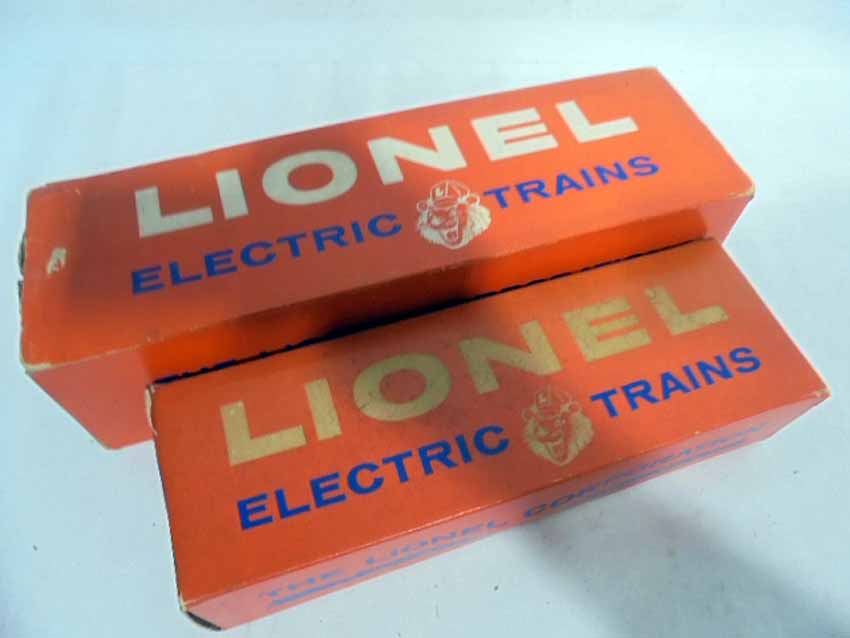 LIONEL
ELECTRIC TRAINS
LIONEL
ELECTRIC TRAINS
THE LIONEL CORPORATION